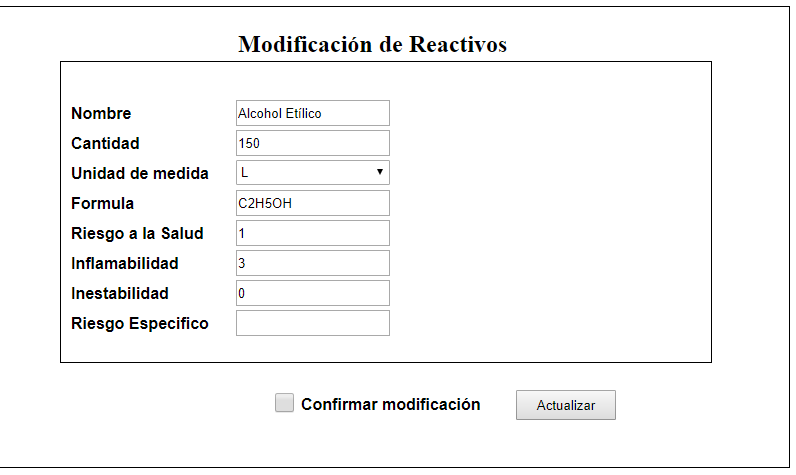 Modificación de Reactivos
Nombre Alcohol Etílico
Cantidad 150
Unidad de medida L
Formula C2H5OH
Riesgo a la Salud 1
Inflamabilidad 3
Inestabilidad 0
Riesgo Especifico
Confirmar modificación Actualizar